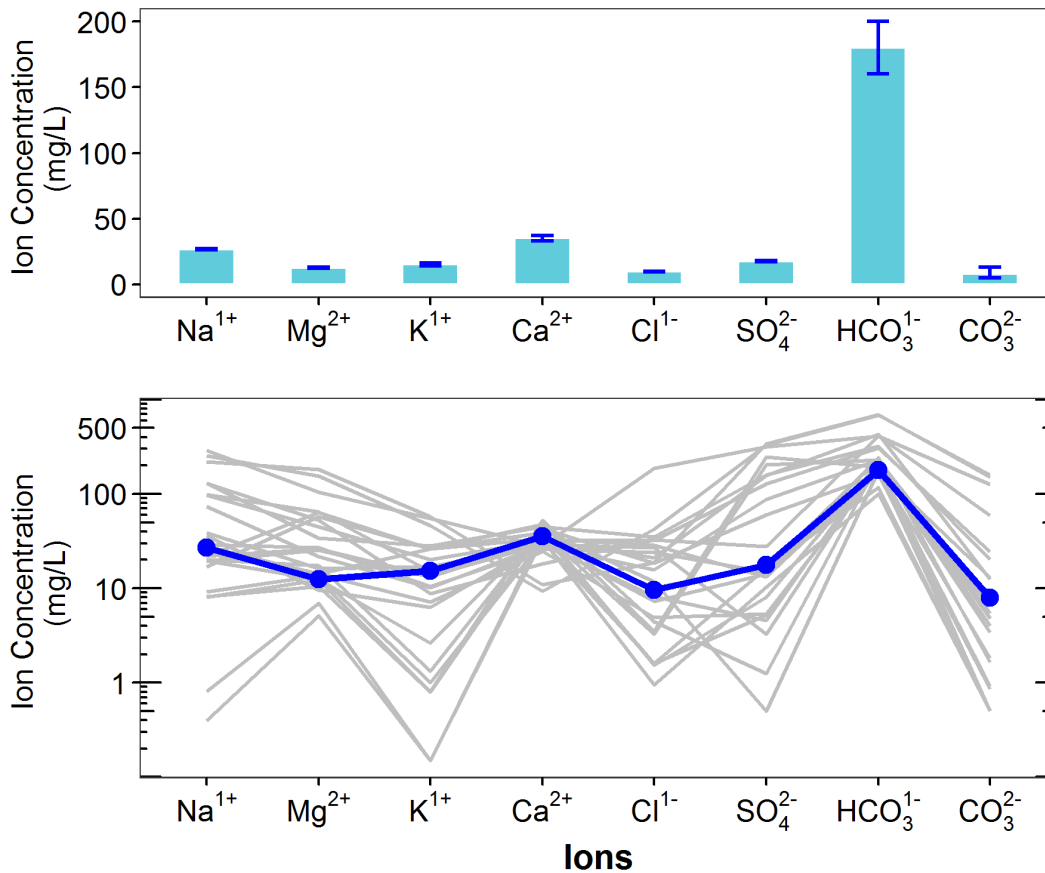 Ion Concentration
(mg/L)
200
150
100
50
0
Na¹⁺ Mg²⁺ K¹⁺ Ca²⁺ Cl¹⁻ SO₄²⁻ HCO₃¹⁻ CO₃²⁻
Ion Concentration
(mg/L)
500
100
10
1
Na¹⁺ Mg²⁺ K¹⁺ Ca²⁺ Cl¹⁻ SO₄²⁻ HCO₃¹⁻ CO₃²⁻
Ions